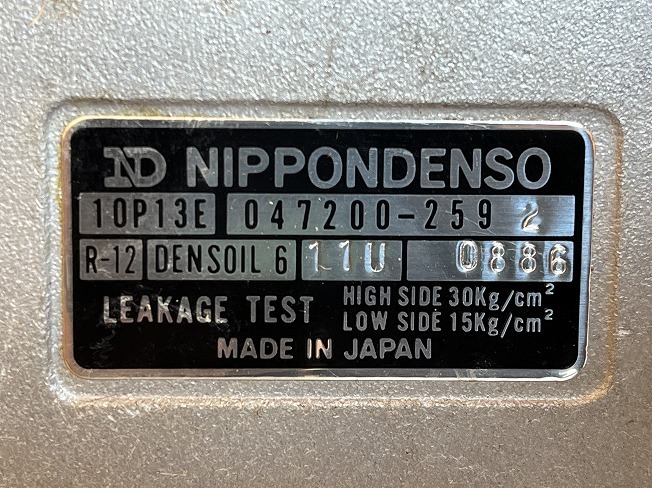 ND NIPPONDENSO
10P13E 047200-259 2
R-12 DENSOIL 6 11U 0886
LEAKAGE TEST HIGH SIDE 30Kg/cm²
LOW SIDE 15Kg/cm²
MADE IN JAPAN